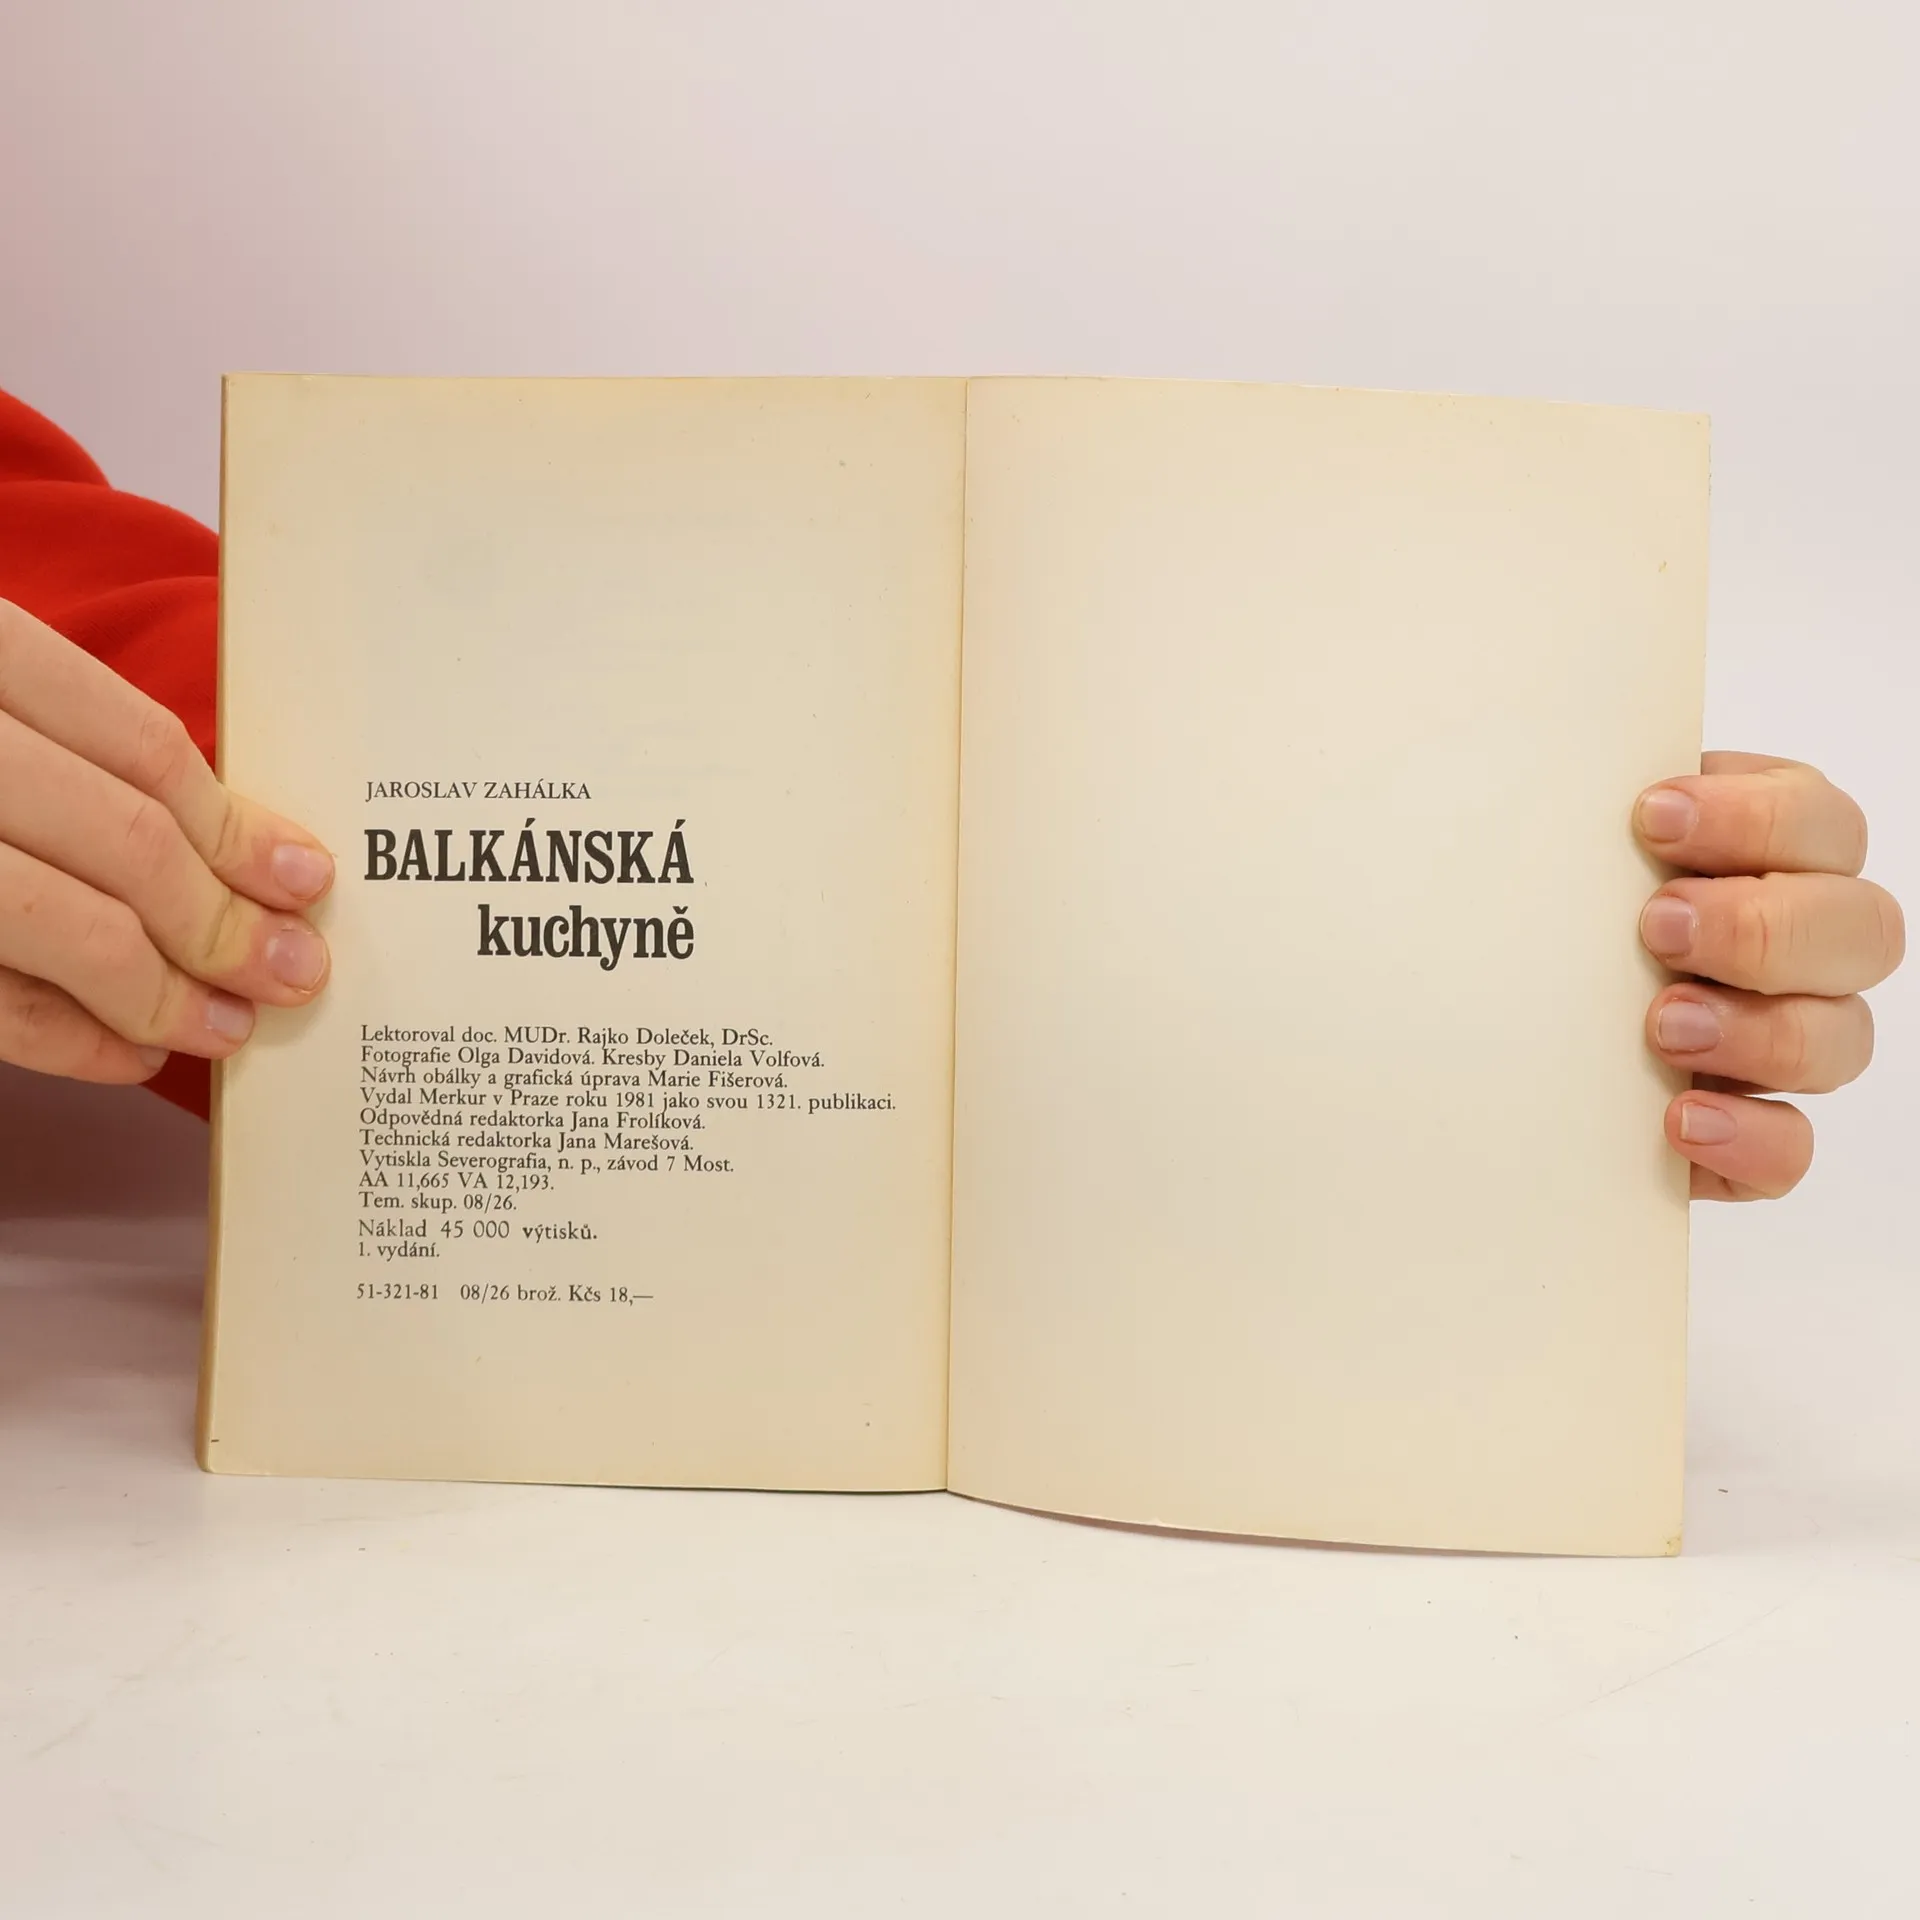 JAROSLAV ZAHÁLKA
BALKÁNSKÁ
kuchyně
Lektoroval doc. MUDr. Rajko Doleček, DrSc.
Fotografie Olga Davidová. Kresby Daniela Volfová.
Návrh obálky a grafická úprava Marie Fišerová.
Vydal Merkur v Praze roku 1981 jako svou 1321. publikaci.
Odpovědná redaktorka Jana Frolíková.
Technická redaktorka Jana Marešová.
Vytiskla Severografia, n. p., závod 7 Most.
AA 11,665 VA 12,193.
Tem. skup. 08/26.
Náklad 45 000 výtisků.
1. vydání.
51-321-81 08/26 brož. Kčs 18,—